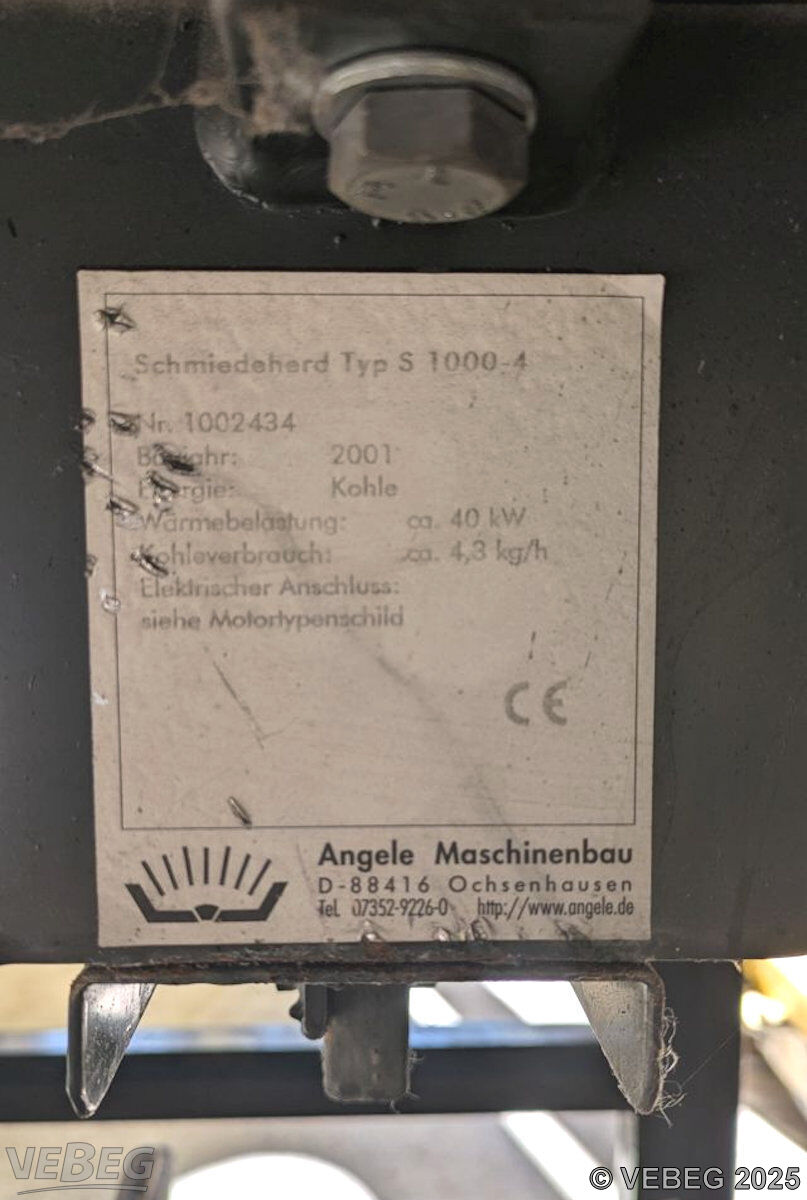 Schmiedeherd Typ S 1000-4
Nr. 1002434
Baujahr: 2001
Energie: Kohle
Wärmebelastung: ca. 40 kW
Kohleverbrauch: ca. 4,3 kg/h
Elektrischer Anschluss:
siehe Motortypenschild
CE
Angele Maschinenbau
D-88416 Ochsenhausen
Tel. 07352-9226-0 http://www.angele.de
VEBEG
© VEBEG 2025